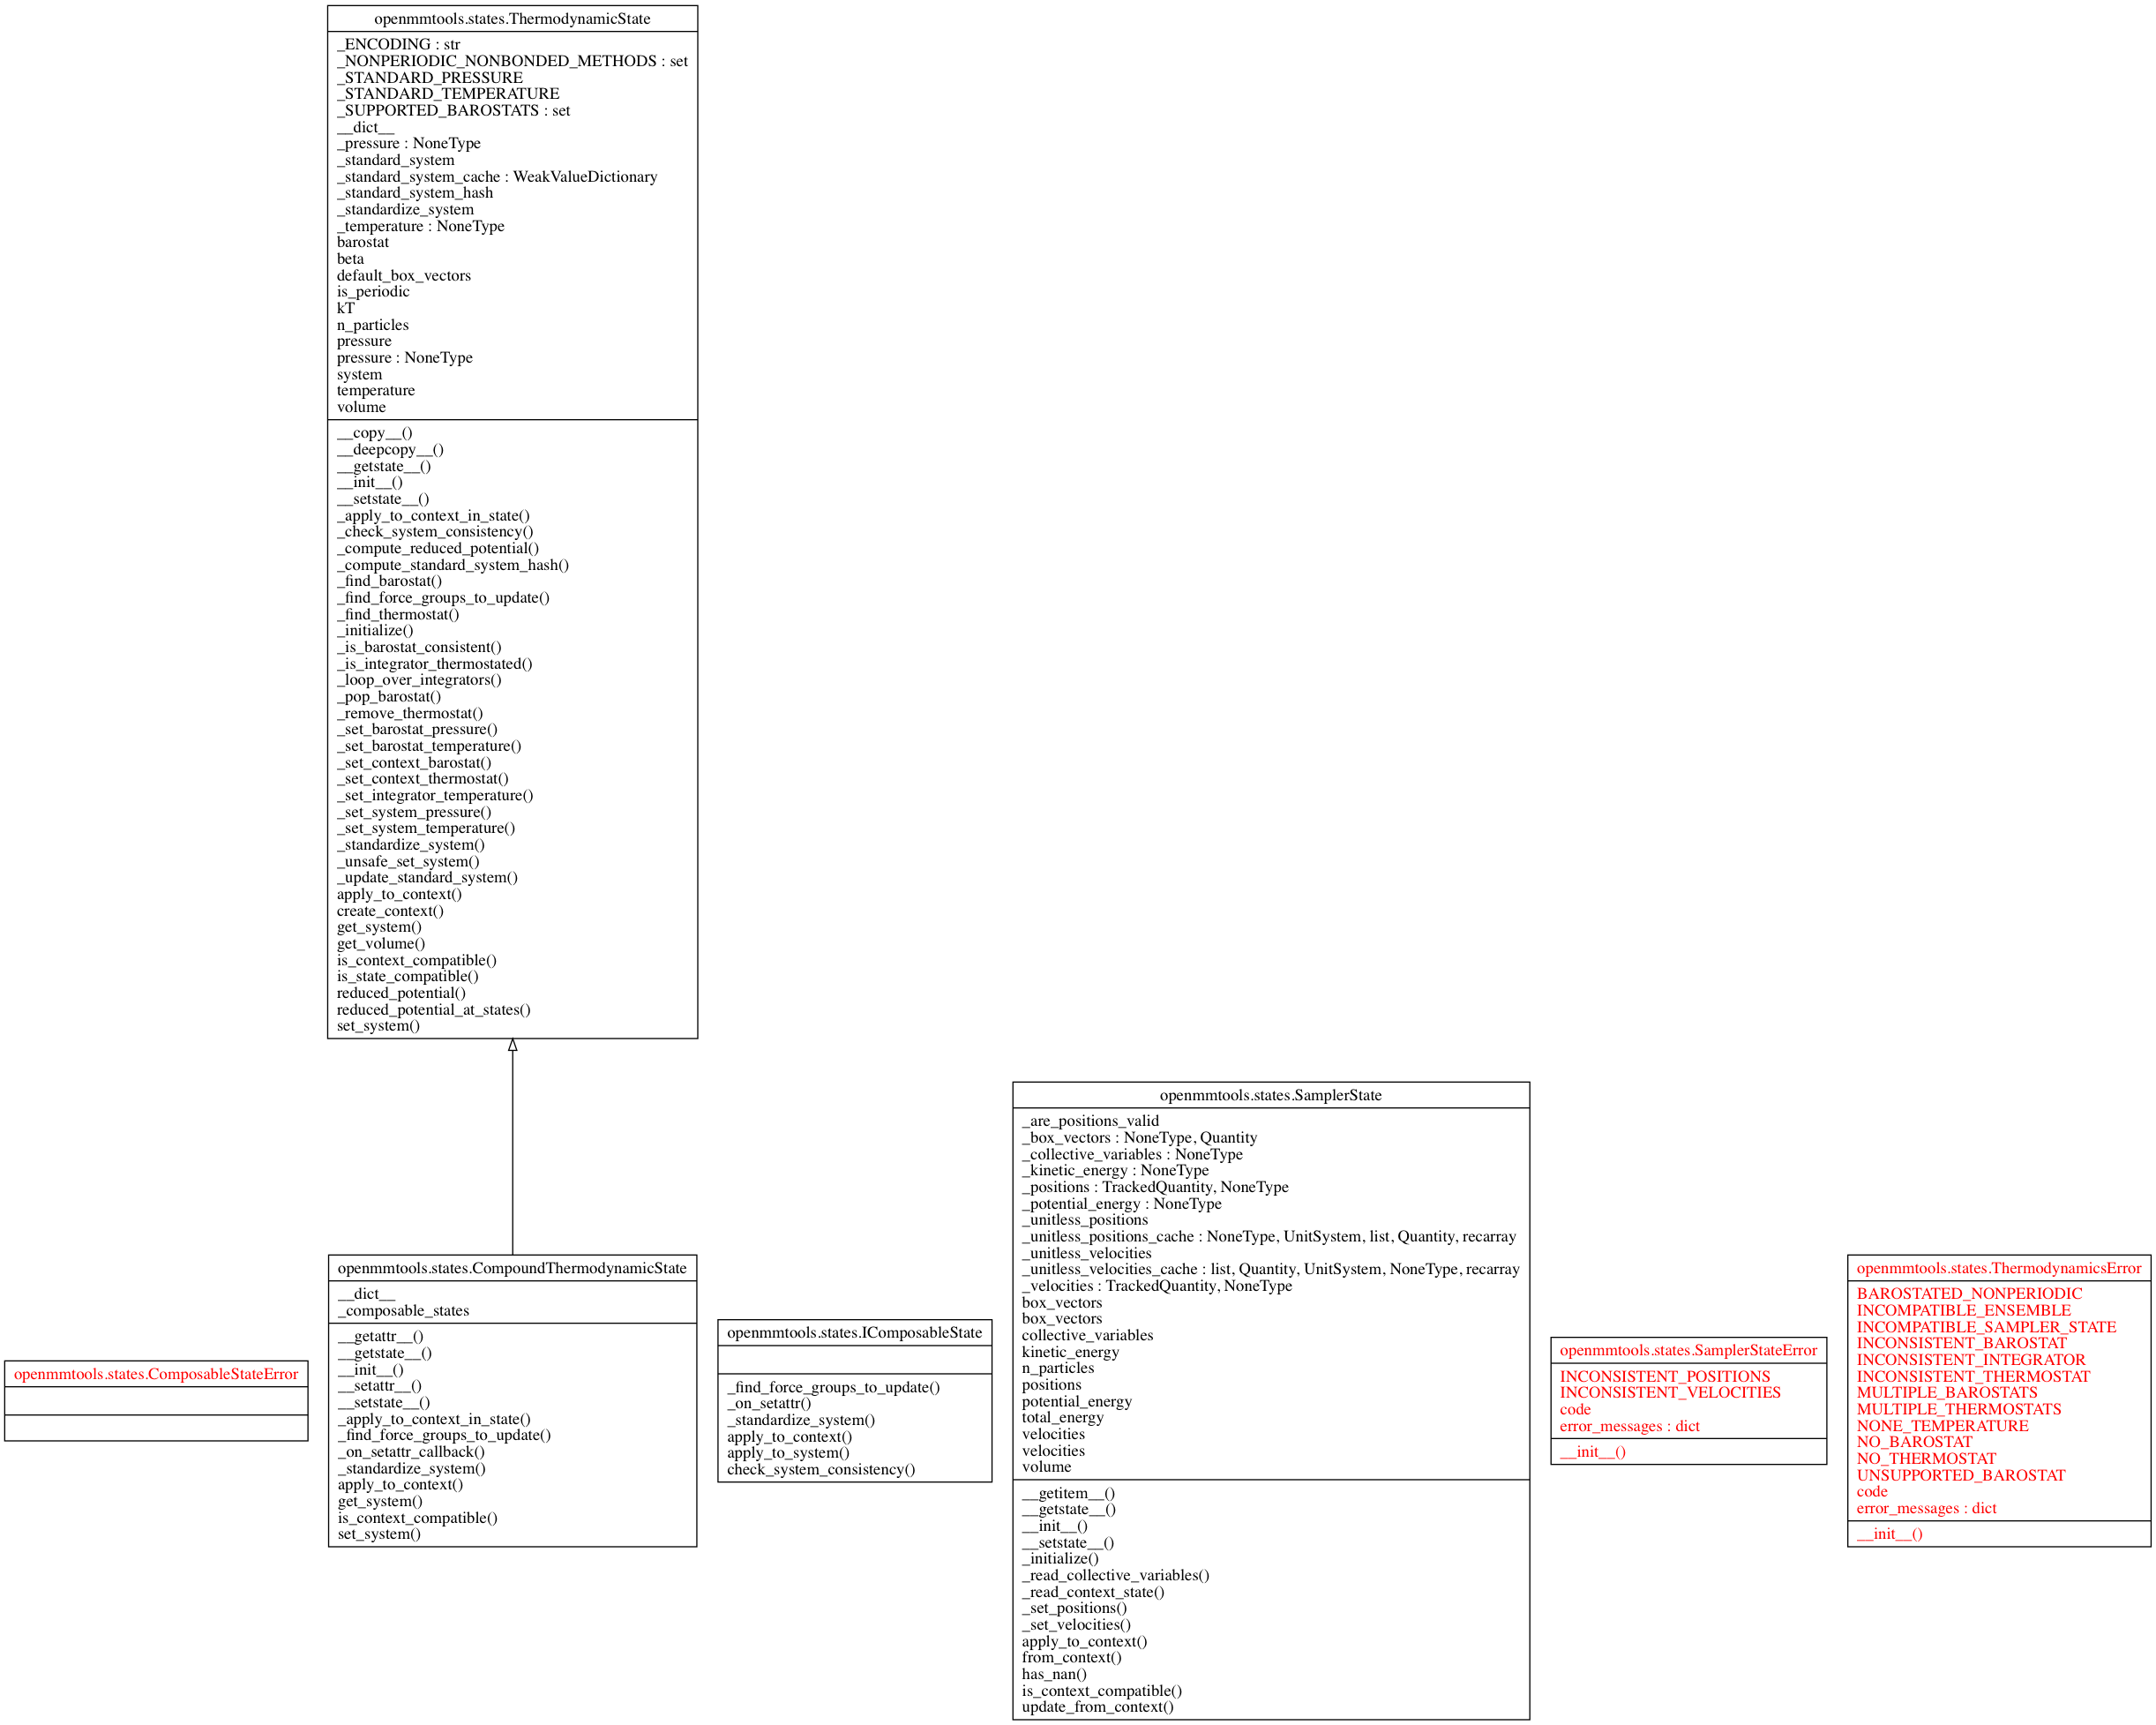 openmmtools.states.ThermodynamicState
_ENCODING : str
_NONPERIODIC_NONBONDED_METHODS : set
_STANDARD_PRESSURE
_STANDARD_TEMPERATURE
_SUPPORTED_BAROSTATS : set
__dict__
_pressure : NoneType
_standard_system
_standard_system_cache : WeakValueDictionary
_standard_system_hash
_standardize_system
_temperature : NoneType
barostat
beta
default_box_vectors
is_periodic
kT
n_particles
pressure
pressure : NoneType
system
temperature
volume
__copy__()
__deepcopy__()
__getstate__()
__init__()
__setstate__()
_apply_to_context_in_state()
_check_system_consistency()
_compute_reduced_potential()
_compute_standard_system_hash()
_find_barostat()
_find_force_groups_to_update()
_find_thermostat()
_initialize()
_is_barostat_consistent()
_is_integrator_thermostated()
_loop_over_integrators()
_pop_barostat()
_remove_thermostat()
_set_barostat_pressure()
_set_barostat_temperature()
_set_context_barostat()
_set_context_thermostat()
_set_integrator_temperature()
_set_system_pressure()
_set_system_temperature()
_standardize_system()
_unsafe_set_system()
_update_standard_system()
apply_to_context()
create_context()
get_system()
get_volume()
is_context_compatible()
is_state_compatible()
reduced_potential()
reduced_potential_at_states()
set_system()
openmmtools.states.ComposableStateError
openmmtools.states.CompoundThermodynamicState
__dict__
_composable_states
__getattr__()
__getstate__()
__init__()
__setattr__()
__setstate__()
_apply_to_context_in_state()
_find_force_groups_to_update()
_on_setattr_callback()
_standardize_system()
apply_to_context()
get_system()
is_context_compatible()
set_system()
openmmtools.states.IComposableState
_find_force_groups_to_update()
_on_setattr()
_standardize_system()
apply_to_context()
apply_to_system()
check_system_consistency()
openmmtools.states.SamplerState
_are_positions_valid
_box_vectors : NoneType, Quantity
_collective_variables : NoneType
_kinetic_energy : NoneType
_positions : TrackedQuantity, NoneType
_potential_energy : NoneType
_unitless_positions
_unitless_positions_cache : NoneType, UnitSystem, list, Quantity, recarray
_unitless_velocities
_unitless_velocities_cache : list, Quantity, UnitSystem, NoneType, recarray
_velocities : TrackedQuantity, NoneType
box_vectors
box_vectors
collective_variables
kinetic_energy
n_particles
positions
potential_energy
total_energy
velocities
velocities
volume
__getitem__()
__getstate__()
__init__()
__setstate__()
_initialize()
_read_collective_variables()
_read_context_state()
_set_positions()
_set_velocities()
apply_to_context()
from_context()
has_nan()
is_context_compatible()
update_from_context()
openmmtools.states.SamplerStateError
INCONSISTENT_POSITIONS
INCONSISTENT_VELOCITIES
code
error_messages : dict
__init__()
openmmtools.states.ThermodynamicsError
BAROSTATED_NONPERIODIC
INCOMPATIBLE_ENSEMBLE
INCOMPATIBLE_SAMPLER_STATE
INCONSISTENT_BAROSTAT
INCONSISTENT_INTEGRATOR
INCONSISTENT_THERMOSTAT
MULTIPLE_BAROSTATS
MULTIPLE_THERMOSTATS
NONE_TEMPERATURE
NO_BAROSTAT
NO_THERMOSTAT
UNSUPPORTED_BAROSTAT
code
error_messages : dict
__init__()